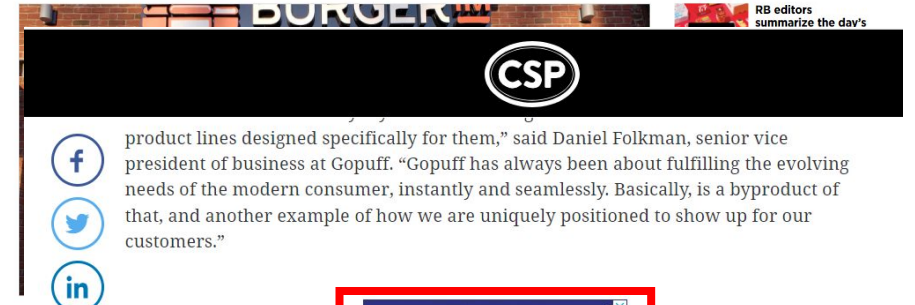 BURGERIM
RB editors
summarize the day's
CSP
product lines designed specifically for them,” said Daniel Folkman, senior vice
president of business at Gopuff. “Gopuff has always been about fulfilling the evolving
needs of the modern consumer, instantly and seamlessly. Basically, is a byproduct of
that, and another example of how we are uniquely positioned to show up for our
customers.”
f
in